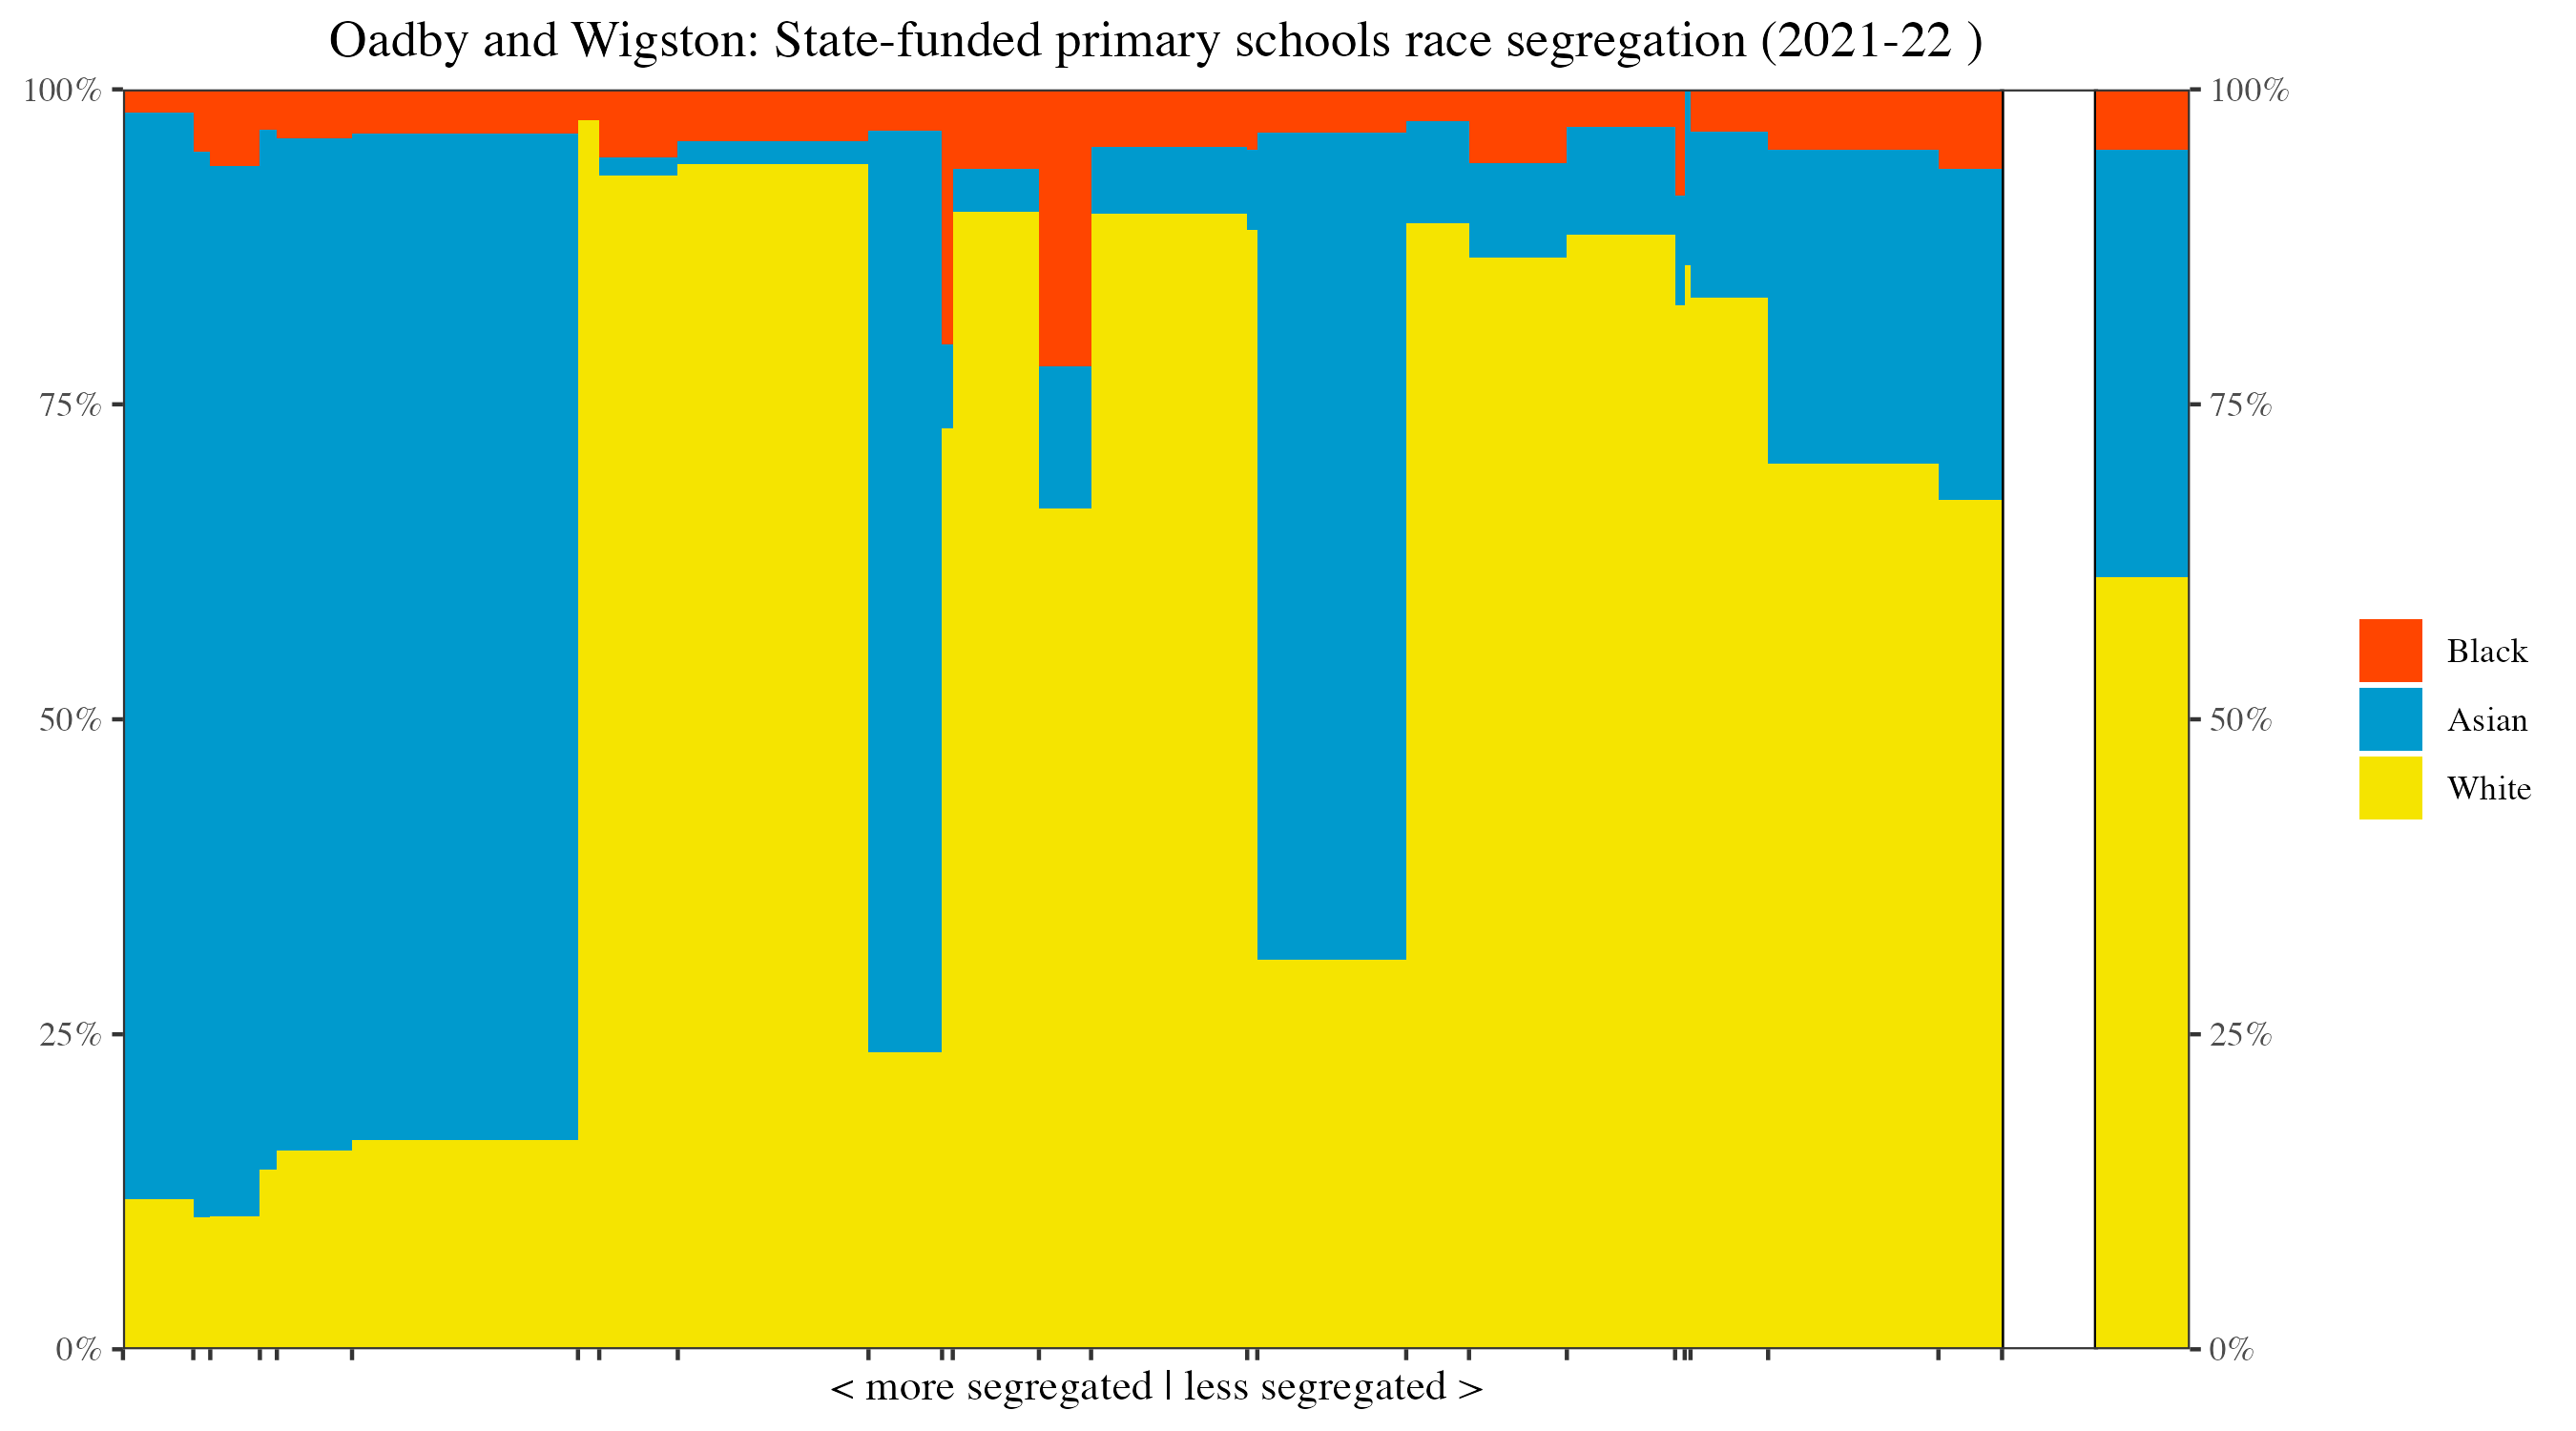 Oadby and Wigston: State-funded primary schools race segregation (2021-22 )
100%
75%
50%
25%
0%
100%
75%
50%
25%
0%
Black
Asian
White
< more segregated | less segregated >